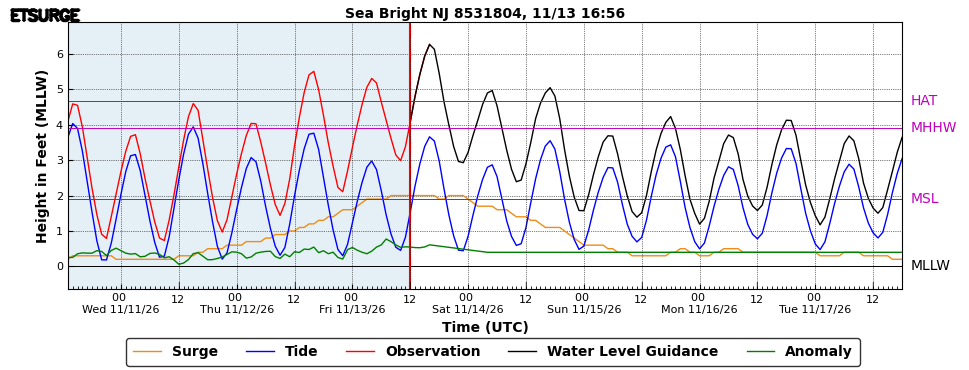 ETSURGE
Sea Bright NJ 8531804, 11/13 16:56
Height in Feet (MLLW)
6
5
4
3
2
1
0
HAT
MHHW
MSL
MLLW
00 12 00 12 00 12 00 12 00 12 00 12 00 12
Wed 11/11/26 Thu 11/12/26 Fri 11/13/26 Sat 11/14/26 Sun 11/15/26 Mon 11/16/26 Tue 11/17/26
Time (UTC)
Surge Tide Observation Water Level Guidance Anomaly